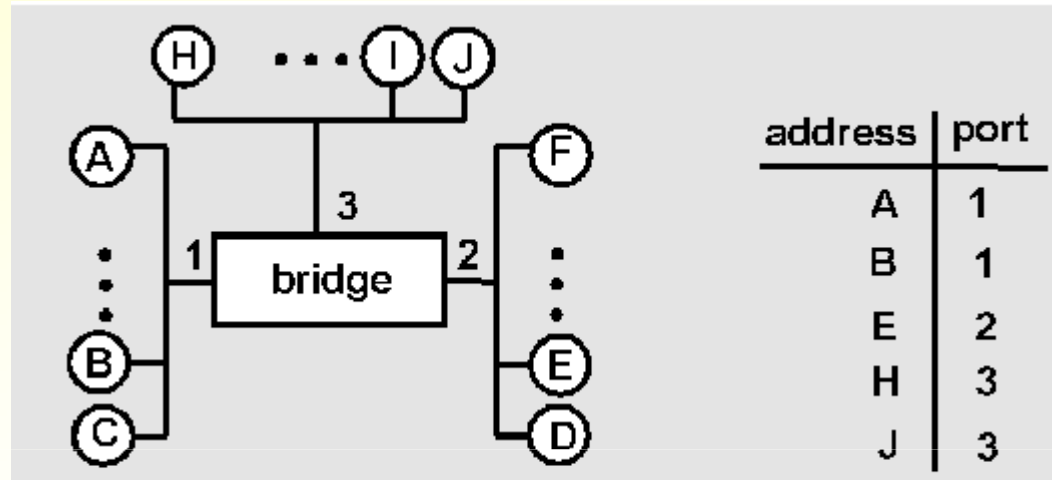 H ... I J
A
F
3
1 bridge 2
B
E
C
D
address port
A 1
B 1
E 2
H 3
J 3